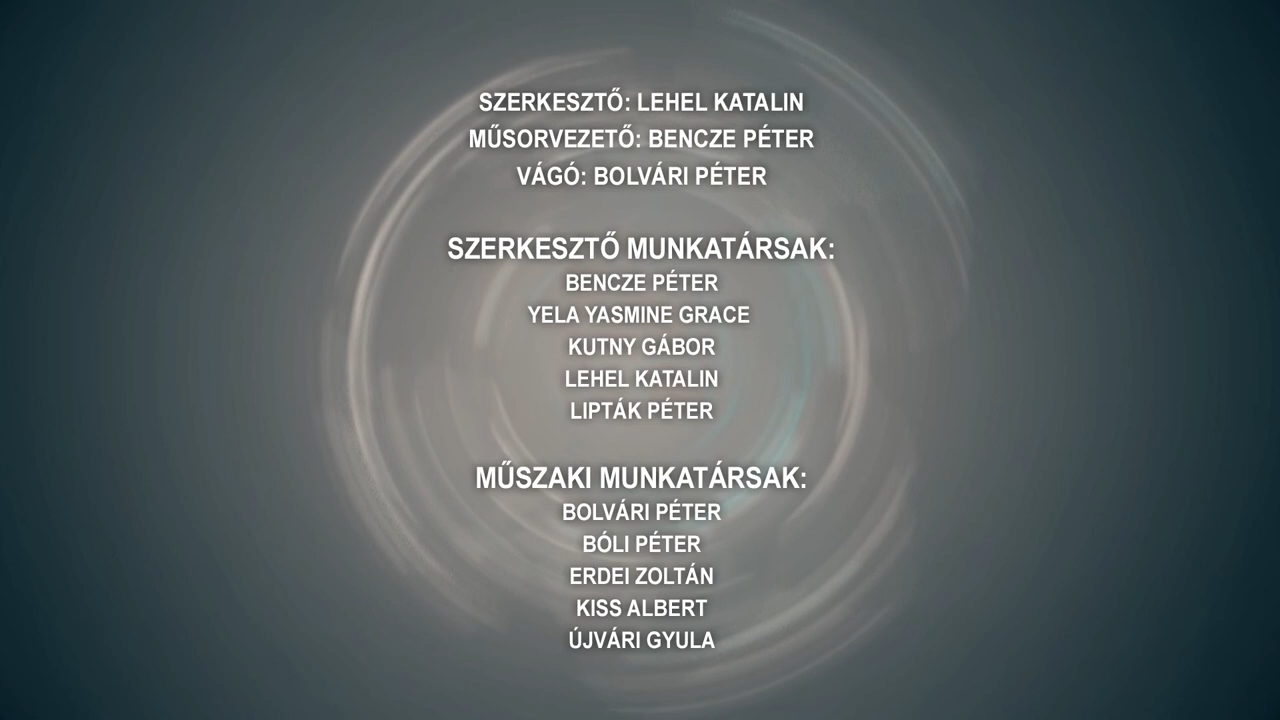 SZERKESZTŐ: LEHEL KATALIN
MŰSORVEZETŐ: BENCZE PÉTER
VÁGÓ: BOLVÁRI PÉTER
SZERKESZTŐ MUNKATÁRSAK:
BENCZE PÉTER
YELA YASMINE GRACE
KUTNY GÁBOR
LEHEL KATALIN
LIPTÁK PÉTER
MŰSZAKI MUNKATÁRSAK:
BOLVÁRI PÉTER
BÓLI PÉTER
ERDEI ZOLTÁN
KISS ALBERT
ÚJVÁRI GYULA